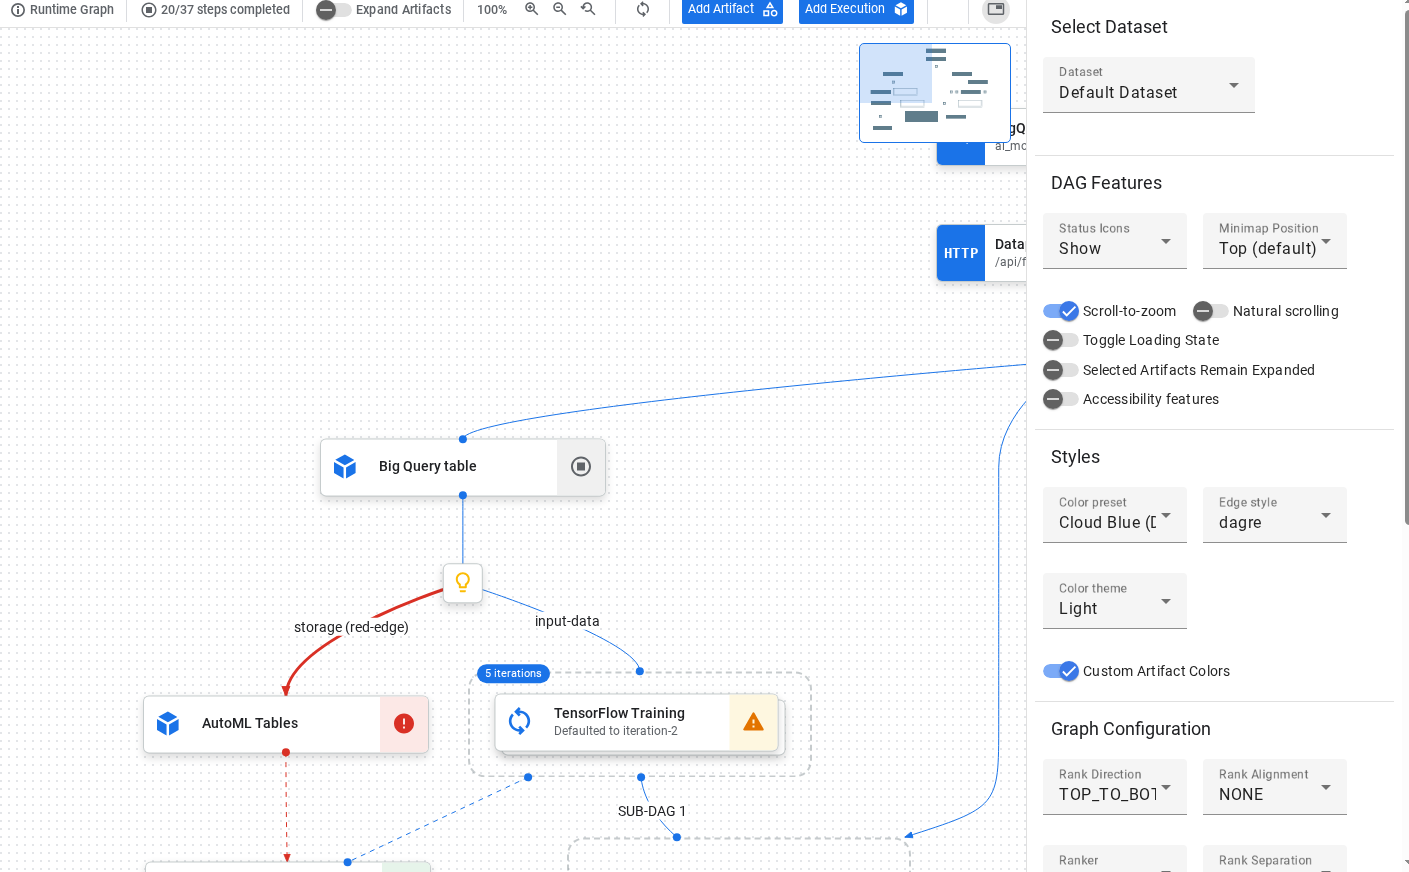 Runtime Graph
20/37 steps completed
Expand Artifacts
100%
Add Artifact
Add Execution
Select Dataset
Dataset
Default Dataset
DAG Features
Status Icons
Show
Minimap Position
Top (default)
Scroll-to-zoom
Natural scrolling
Toggle Loading State
Selected Artifacts Remain Expanded
Accessibility features
Styles
Color preset
Cloud Blue (
Edge style
dagre
Color theme
Light
Custom Artifact Colors
Graph Configuration
Rank Direction
TOP_TO_BOT
Rank Alignment
NONE
Ranker
Rank Separation
gQ
ai_mo
HTTP
Data
/api/f
Big Query table
storage (red-edge)
input-data
5 iterations
AutoML Tables
TensorFlow Training
Defaulted to iteration-2
SUB-DAG 1